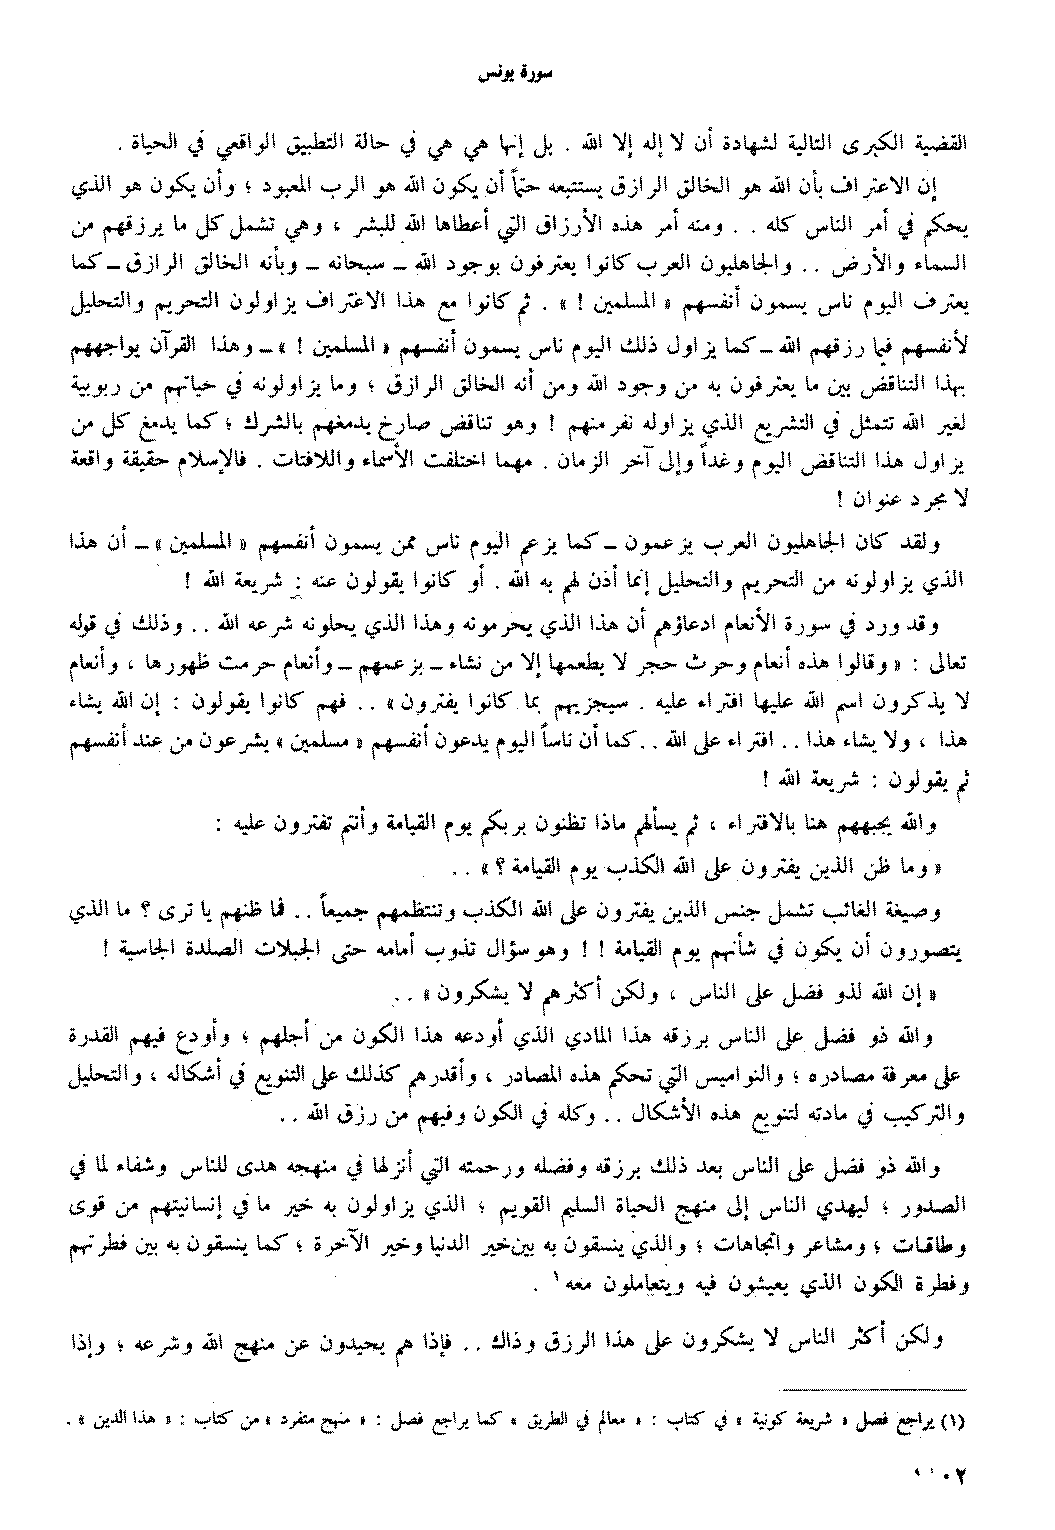 سورة يونس
القضية الكبرى التالية لشهادة أن لا إله إلا الله . بل إنها هي هي في حالة التطبيق الواقعي في الحياة .
إن الاعتراف بأن الله هو الخالق الرازق يستتبعه حتماً أن يكون الله هو الرب المعبود ؛ وأن يكون هو الذي
يحكم في أمر الناس كله . . ومنه أمر هذه الأرزاق التي أعطاها الله للبشر ، وهي تشمل كل ما يرزقهم من
السماء والأرض .. والجاهليون العرب كانوا يعترفون بوجود الله – سبحانه – وبأنه الخالق الرازق – كما
يعترف اليوم ناس يسمون أنفسهم « المسلمين ! » . ثم كانوا مع هذا الاعتراف يزاولون التحريم والتحليل
لأنفسهم فيما رزقهم الله – كما يزاول ذلك اليوم ناس يسمون أنفسهم « المسلمين ! » – وهذا القرآن يواجههم
بهذا التناقض بين ما يعترفون به من وجود الله ومن أنه الخالق الرازق ؛ وما يزاولونه في حياتهم من ربوبية
لغير الله تتمثل في التشريع الذي يزاوله نفر منهم ! وهو تناقض صارخ يدمغهم بالشرك ؛ كما يدمغ كل من
يزاول هذا التناقض اليوم وغداً وإلى آخر الزمان . مهما اختلفت الأسماء واللافتات . فالإسلام حقيقة واقعة
لا مجرد عنوان !
ولقد كان الجاهليون العرب يزعمون – كما يزعم اليوم ناس ممن يسمون أنفسهم « المسلمين » – أن هذا
الذي يزاولونه من التحريم والتحليل إنما أذن لهم به الله . أو كانوا يقولون عنه : شريعة الله !
وقد ورد في سورة الأنعام ادعاؤهم أن هذا الذي يحرمونه وهذا الذي يحلونه شرعه الله .. وذلك في قوله
تعالى : « وقالوا هذه أنعام وحرث حجر لا يطعمها إلا من نشاء – بزعمهم – وأنعام حرمت ظهورها ، وأنعام
لا يذكرون اسم الله عليها افتراء عليه . سيجزيهم بما كانوا يفترون » .. فهم كانوا يقولون : إن الله يشاء
هذا ، ولا يشاء هذا .. افتراء على الله .. كما أن ناساً اليوم يدعون أنفسهم « مسلمين » يشرعون من عند أنفسهم
ثم يقولون : شريعة الله !
والله يجبههم هنا بالافتراء ، ثم يسألهم ماذا تظنون بربكم يوم القيامة وأنتم تفترون عليه :
« وما ظن الذين يفترون على الله الكذب يوم القيامة ؟ » ..
وصيغة الغائب تشمل جنس الذين يفترون على الله الكذب وتنتظمهم جميعاً .. فما ظنهم يا ترى ؟ ما الذي
يتصورون أن يكون في شأنهم يوم القيامة ! ! وهو سؤال تذوب أمامه حتى الجبلات الصلدة الجاسية !
« إن الله لذو فضل على الناس ، ولكن أكثرهم لا يشكرون » ..
والله ذو فضل على الناس برزقه هذا المادي الذي أودعه هذا الكون من أجلهم ؛ وأودع فيهم القدرة
على معرفة مصادره ؛ والنواميس التي تحكم هذه المصادر ، وأقدرهم كذلك على التنويع في أشكاله ، والتحليل
والتركيب في مادته لتنويع هذه الأشكال .. وكله في الكون وفيهم من رزق الله ..
والله ذو فضل على الناس بعد ذلك برزقه وفضله ورحمته التي أنزلها في منهجه هدى للناس وشفاء لما في
الصدور ؛ ليهدي الناس إلى منهج الحياة السليم القويم ؛ الذي يزاولون به خير ما في إنسانيتهم من قوى
وطاقات ؛ ومشاعر واتجاهات ؛ والذي ينسقون به بين خير الدنيا وخير الآخرة ؛ كما ينسقون به بين فطرتهم
وفطرة الكون الذي يعيشون فيه ويتعاملون معه ١ .
ولكن أكثر الناس لا يشكرون على هذا الرزق وذاك .. فإذا هم يحيدون عن منهج الله وشرعه ؛ وإذا
(١) يراجع فصل « شريعة كونية » في كتاب : « معالم في الطريق » كما يراجع فصل : « منهج متفرد » من كتاب : « هذا الدين » .